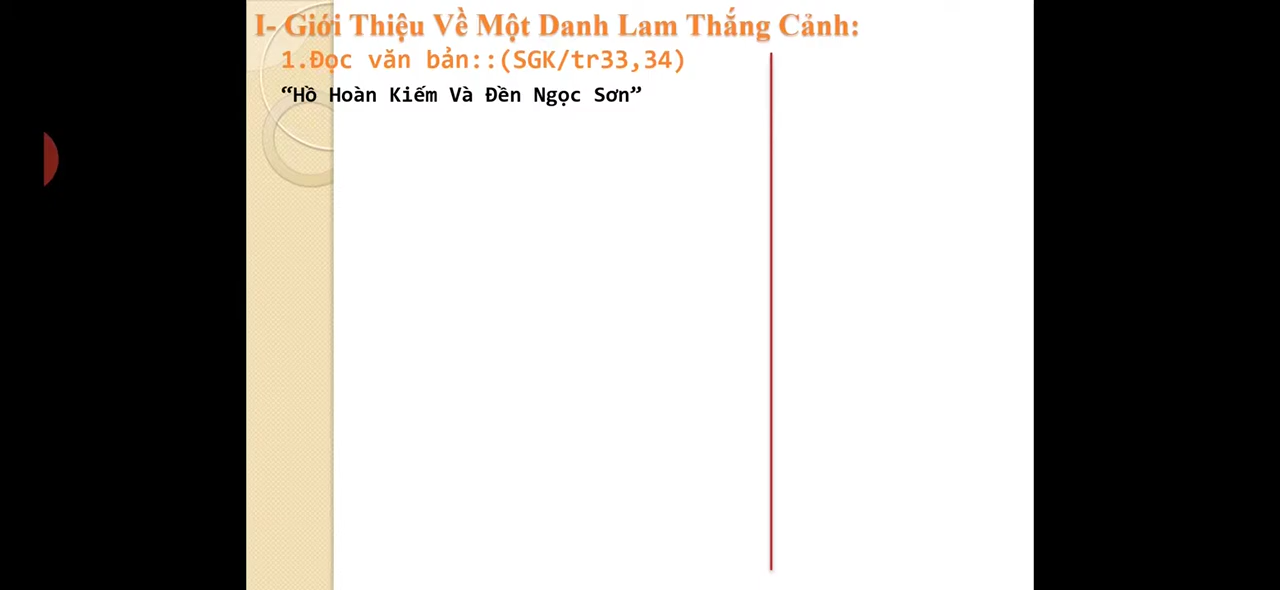 I- Giới Thiệu Về Một Danh Lam Thắng Cảnh:
1.Đọc văn bản::(SGK/tr33,34)
“Hồ Hoàn Kiếm Và Đền Ngọc Sơn”